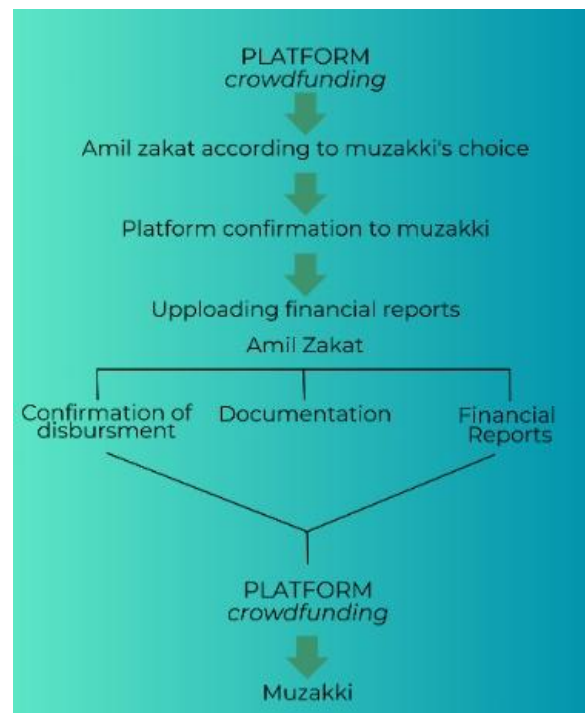 PLATFORM
crowdfunding
Amil zakat according to muzakki's choice
Platform confirmation to muzakki
Upploading financial reports
Amil Zakat
Confirmation of
disbursment
Documentation
Financial
Reports
PLATFORM
crowdfunding
Muzakki